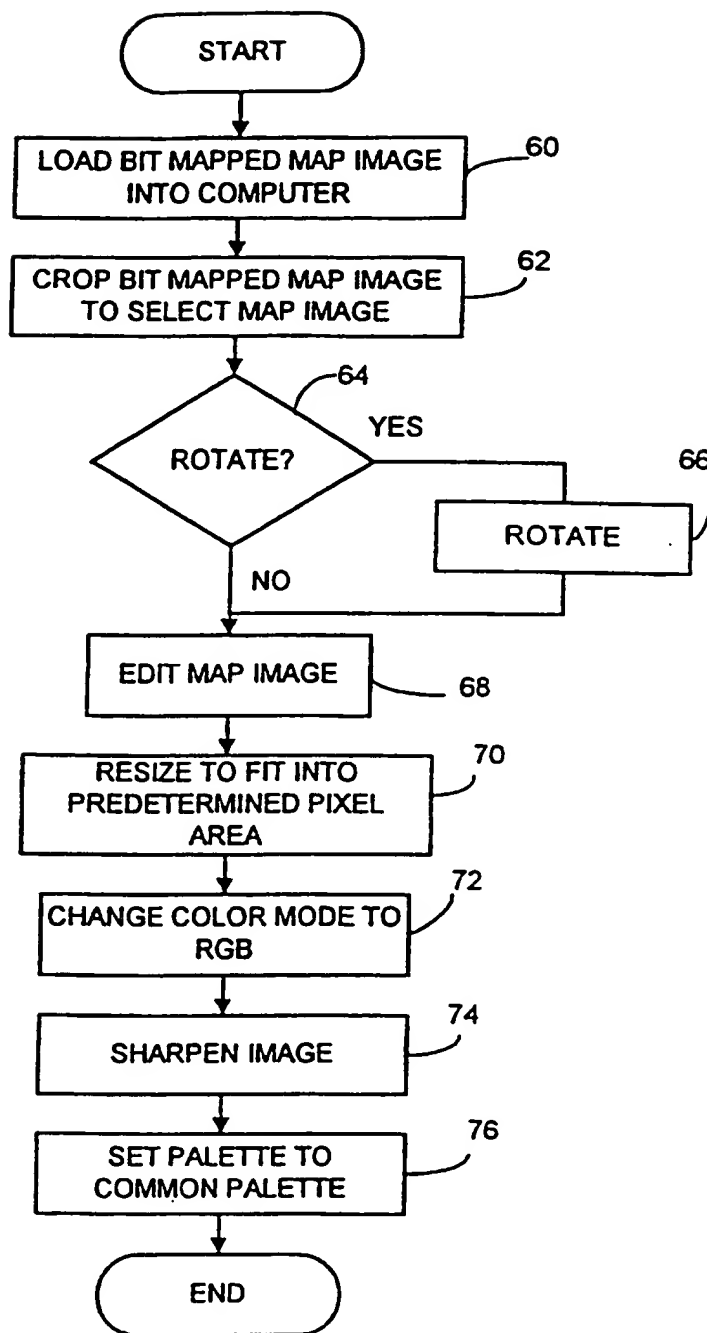 START
LOAD BIT MAPPED MAP IMAGE
INTO COMPUTER
60
CROP BIT MAPPED MAP IMAGE
TO SELECT MAP IMAGE
62
64
ROTATE?
YES
66
ROTATE
NO
EDIT MAP IMAGE
68
RESIZE TO FIT INTO
PREDETERMINED PIXEL
AREA
70
CHANGE COLOR MODE TO
RGB
72
SHARPEN IMAGE
74
SET PALETTE TO
COMMON PALETTE
76
END